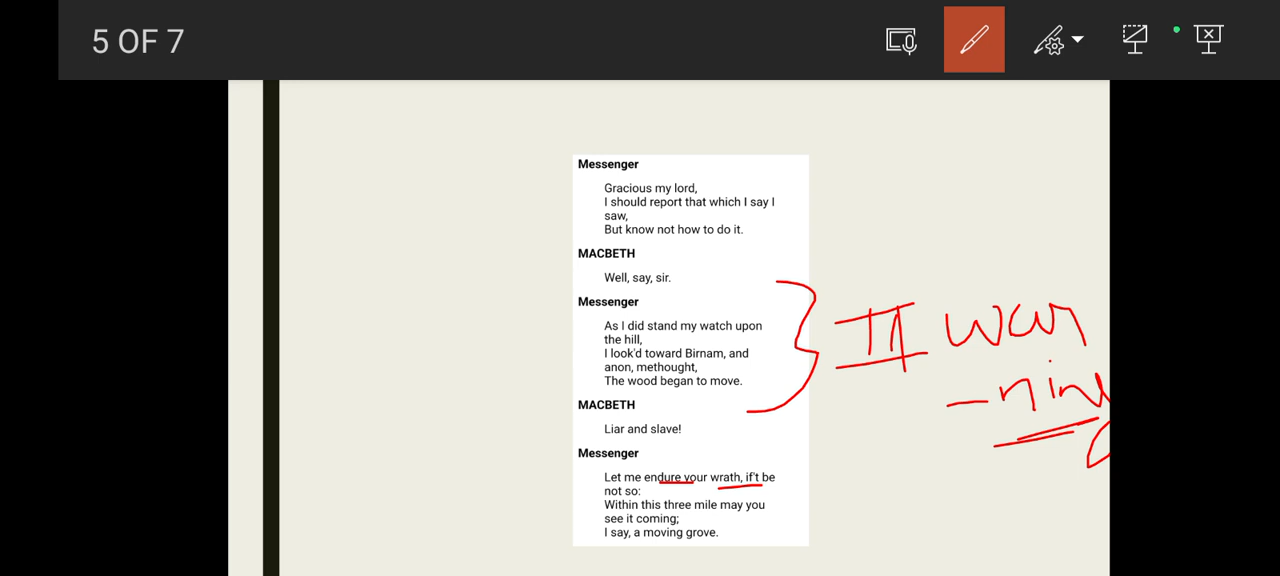 5 OF 7
Messenger
Gracious my lord,
I should report that which I say I
saw,
But know not how to do it.
MACBETH
Well, say, sir.
Messenger
As I did stand my watch upon
the hill,
I look'd toward Birnam, and
anon, methought,
The wood began to move.
MACBETH
Liar and slave!
Messenger
Let me endure your wrath, if't be
not so:
Within this three mile may you
see it coming;
I say, a moving grove.
II war
-ning